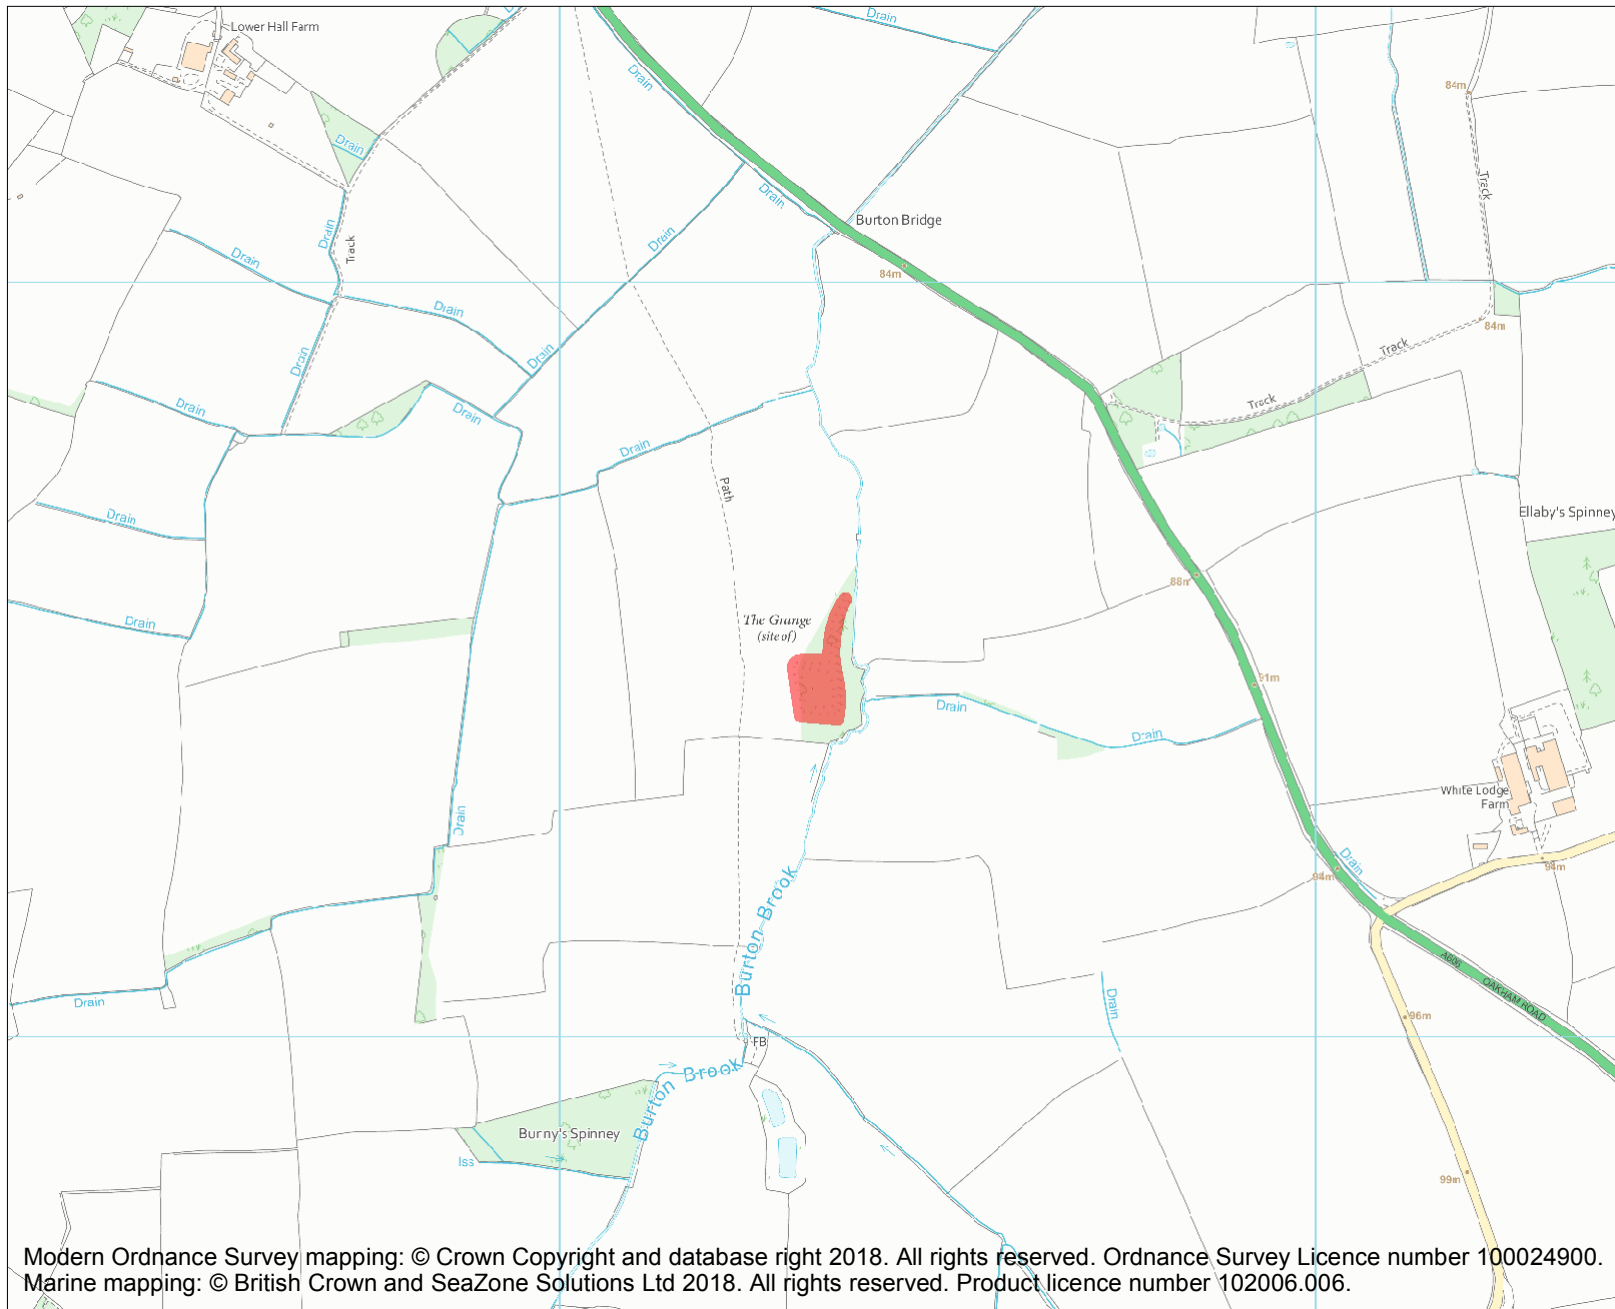 Drain
Lower Hall Farm
Drain
Drain
84m
Drain
Track
Drain
Burton Bridge
Drain
Drain
Track
Drain
84m
Drain
84m
Track
Drain
Drain
Track
Drain
Drain
Drain
Path
Drain
Ellaby's Spinney
88m
Drain
The Grange
(site of)
91m
Drain
Drain
White Lodge
Farm
Drain
Drain
94m
94m
Burton Brook
A606
OAKHAM ROAD
Drain
Drain
96m
FB
Burton Brook
Burny's Spinney
Iss
99m
Modern Ordnance Survey mapping: © Crown Copyright and database right 2018. All rights reserved. Ordnance Survey Licence number 100024900.
Marine mapping: © British Crown and SeaZone Solutions Ltd 2018. All rights reserved. Product licence number 102006.006.